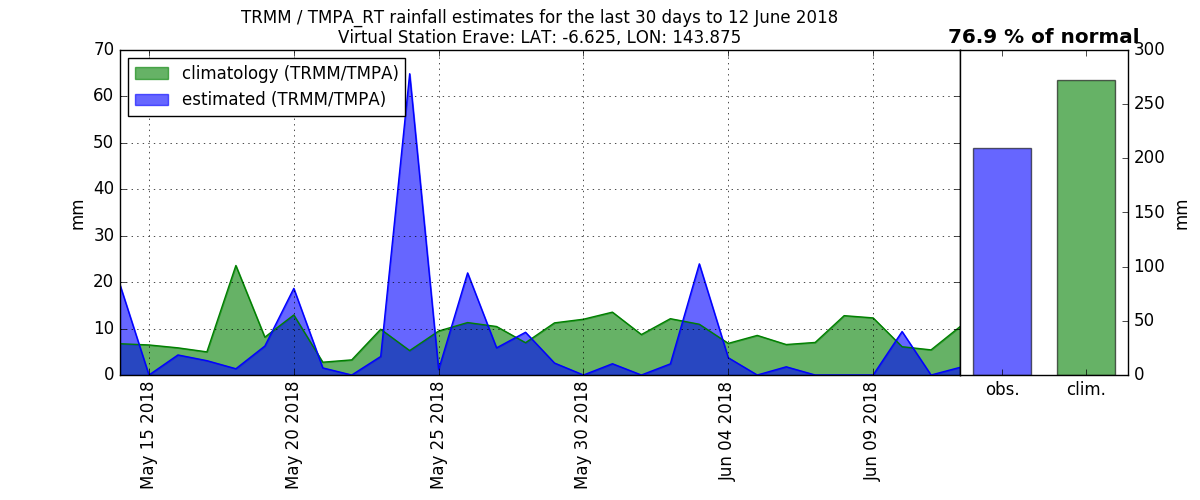 TRMM / TMPA_RT rainfall estimates for the last 30 days to 12 June 2018
Virtual Station Erave: LAT: -6.625, LON: 143.875
76.9 % of normal
climatology (TRMM/TMPA)
estimated (TRMM/TMPA)
mm
70
60
50
40
30
20
10
0
May 15 2018
May 20 2018
May 25 2018
May 30 2018
Jun 04 2018
Jun 09 2018
obs.
clim.
300
250
200
150
100
50
0
mm